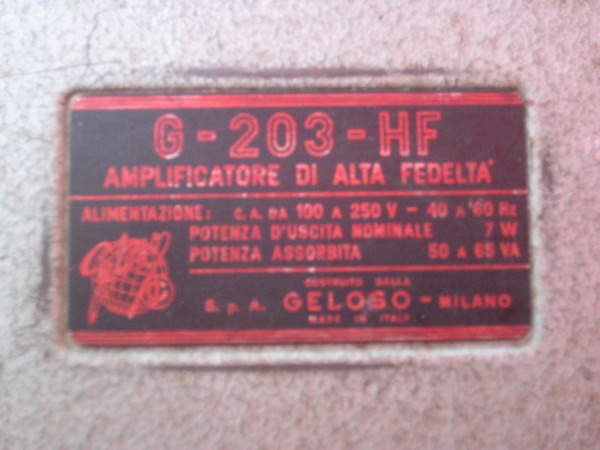 G-203-HF
AMPLIFICATORE DI ALTA FEDELTA'
ALIMENTAZIONE: C.A. DA 100 A 250 V - 40 A 60 Hz
POTENZA D'USCITA NOMINALE 7 W
POTENZA ASSORBITA 50 A 65 VA
COSTRUITO DALLA
S.p.A. GELOSO - MILANO
MADE IN ITALY